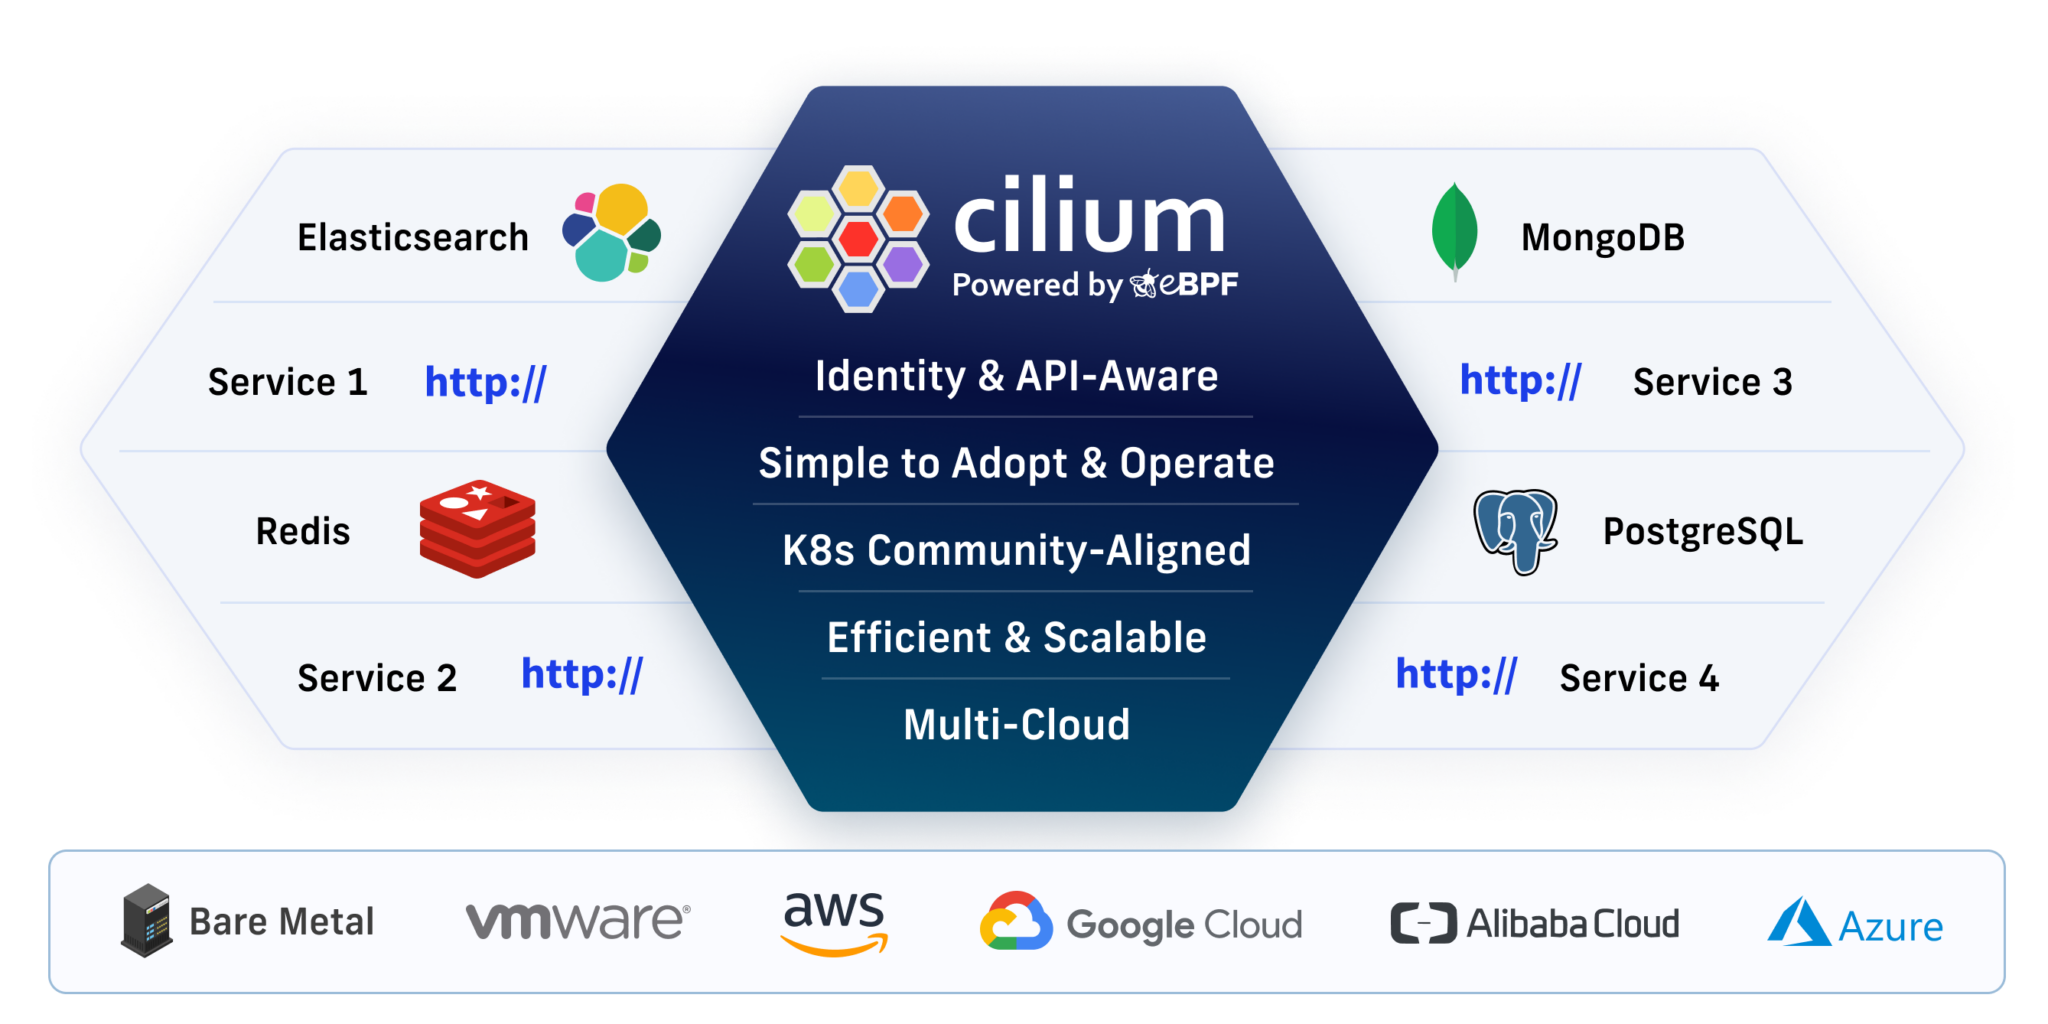 Elasticsearch
Service 1 http://
Redis
Service 2 http://
cilium
Powered by eBPF
Identity & API-Aware
Simple to Adopt & Operate
K8s Community-Aligned
Efficient & Scalable
Multi-Cloud
MongoDB
http:// Service 3
PostgreSQL
http:// Service 4
Bare Metal
vmware®
aws
Google Cloud
Alibaba Cloud
Azure